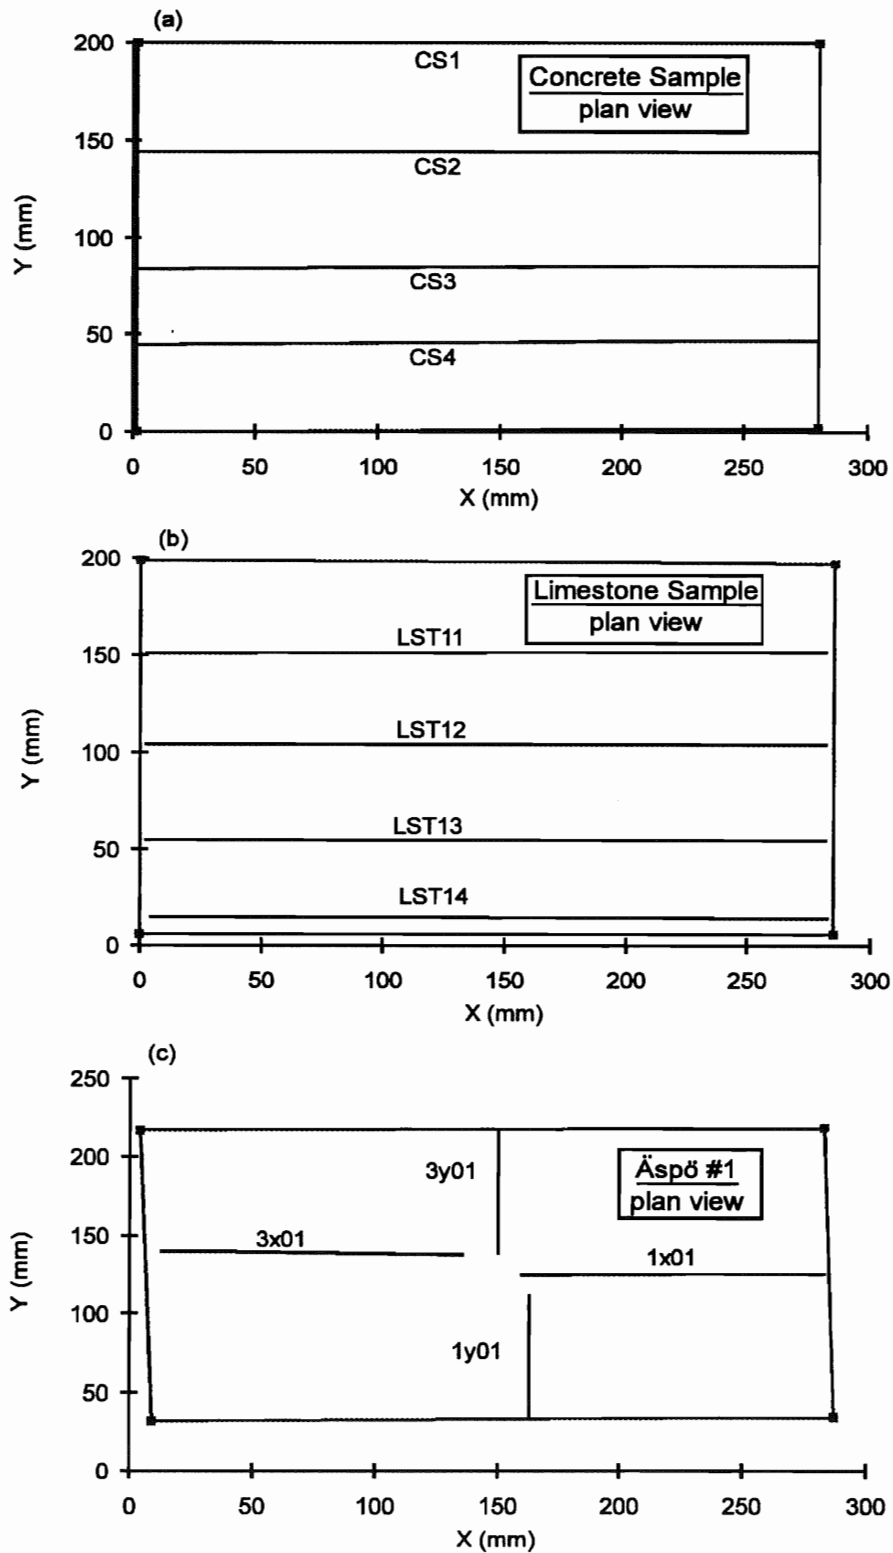 (a)
200
CS1
Concrete Sample
plan view
150
CS2
Y (mm)
100
CS3
50
CS4
0
0 50 100 150 200 250 300
X (mm)
(b)
200
Limestone Sample
plan view
LST11
150
LST12
Y (mm)
100
LST13
50
LST14
0
0 50 100 150 200 250 300
X (mm)
(c)
250
200
3y01
Äspö #1
plan view
150
3x01
1x01
Y (mm)
100
1y01
50
0
0 50 100 150 200 250 300
X (mm)